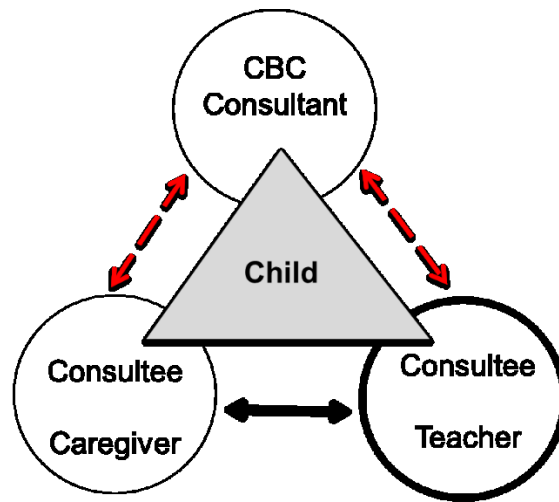 CBC
Consultant
Child
Consultee
Caregiver
Consultee
Teacher